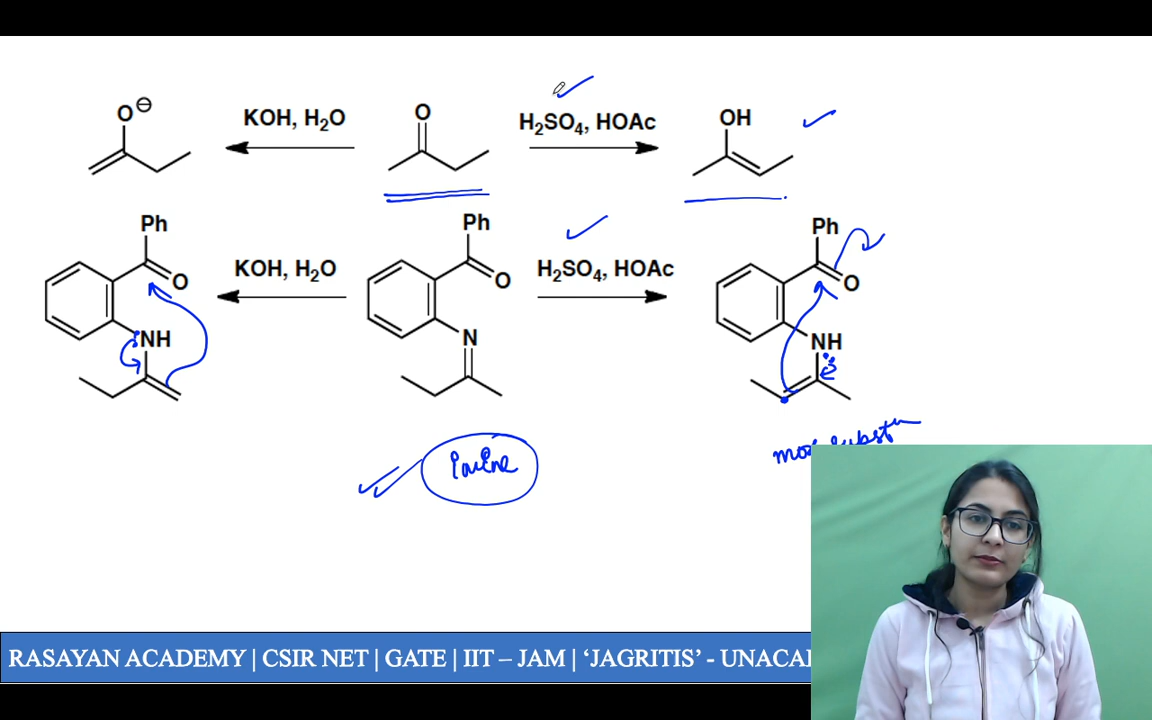 O⊖
KOH, H₂O
O
H₂SO₄, HOAc
OH
Ph
O
NH
KOH, H₂O
Ph
O
N
H₂SO₄, HOAc
Ph
O
NH
imine
RASAYAN ACADEMY | CSIR NET | GATE | IIT – JAM | ‘JAGRITIS’ -